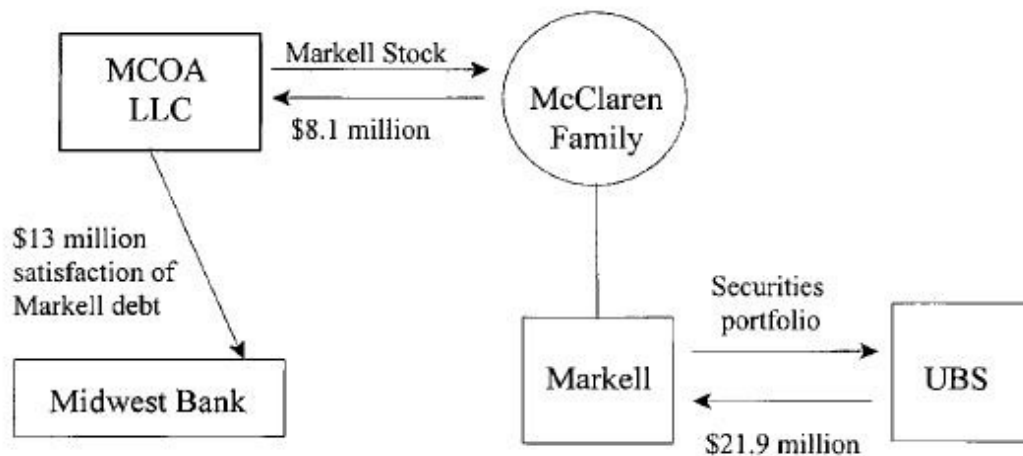 MCOA
LLC
Markell Stock
$8.1 million
McClaren
Family
$13 million
satisfaction of
Markell debt
Midwest Bank
Markell
Securities
portfolio
$21.9 million
UBS